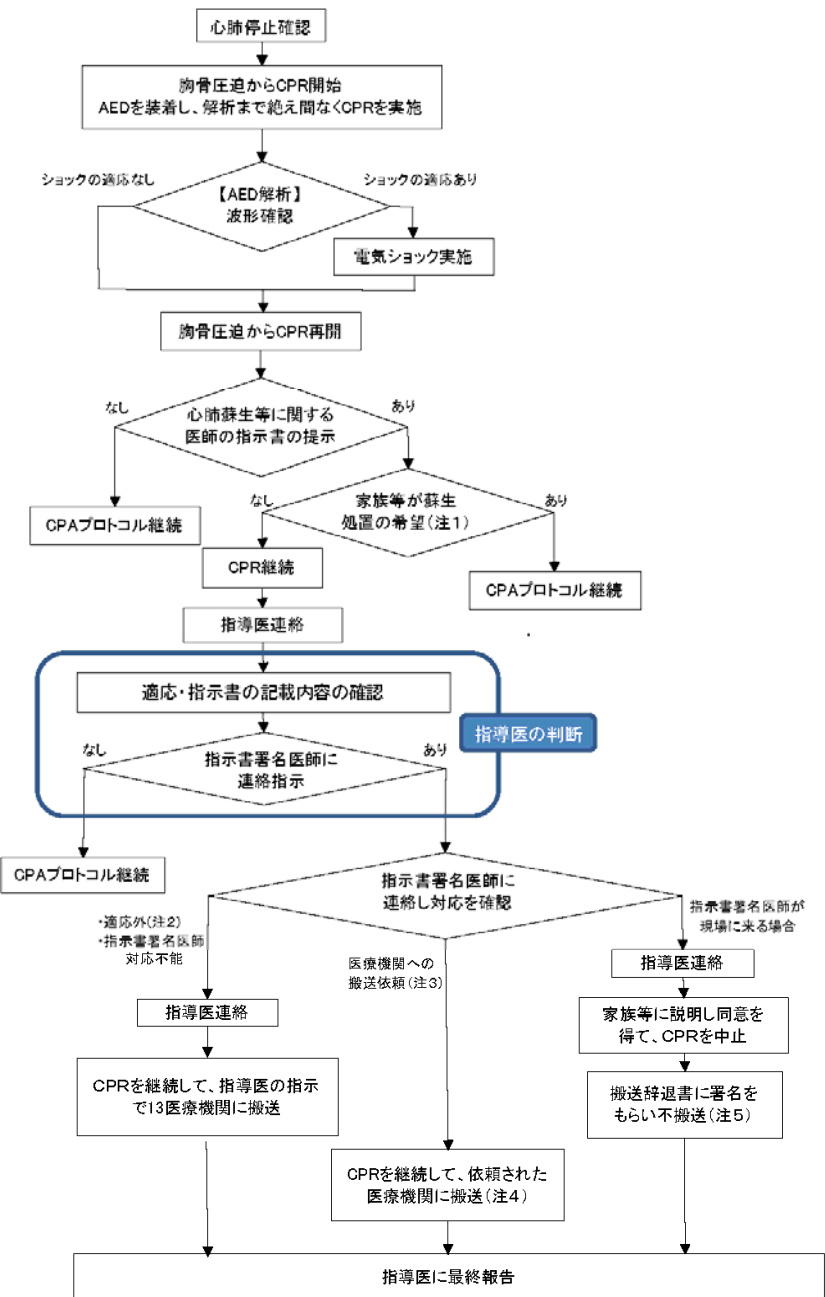 心肺停止確認
胸骨圧迫からCPR開始
AEDを装着し、解析まで絶え間なくCPRを実施
ショックの適応なし
ショックの適応あり
【AED解析】
波形確認
電気ショック実施
胸骨圧迫からCPR再開
なし
あり
心肺蘇生等に関する
医師の指示書の提示
なし
あり
家族等が蘇生
処置の希望(注1)
CPAプロトコル継続
CPR継続
CPAプロトコル継続
指導医連絡
適応・指示書の記載内容の確認
指導医の判断
なし
あり
指示書署名医師に
連絡指示
CPAプロトコル継続
指示書署名医師に
連絡し対応を確認
・適応外(注2)
・指示書署名医師
対応不能
医療機関への
搬送依頼(注3)
指示書署名医師が
現場に来る場合
指導医連絡
指導医連絡
家族等に説明し同意を
得て、CPRを中止
CPRを継続して、指導医の指示
で13医療機関に搬送
搬送辞退書に署名を
もらい不搬送(注5)
CPRを継続して、依頼された
医療機関に搬送(注4)
指導医に最終報告